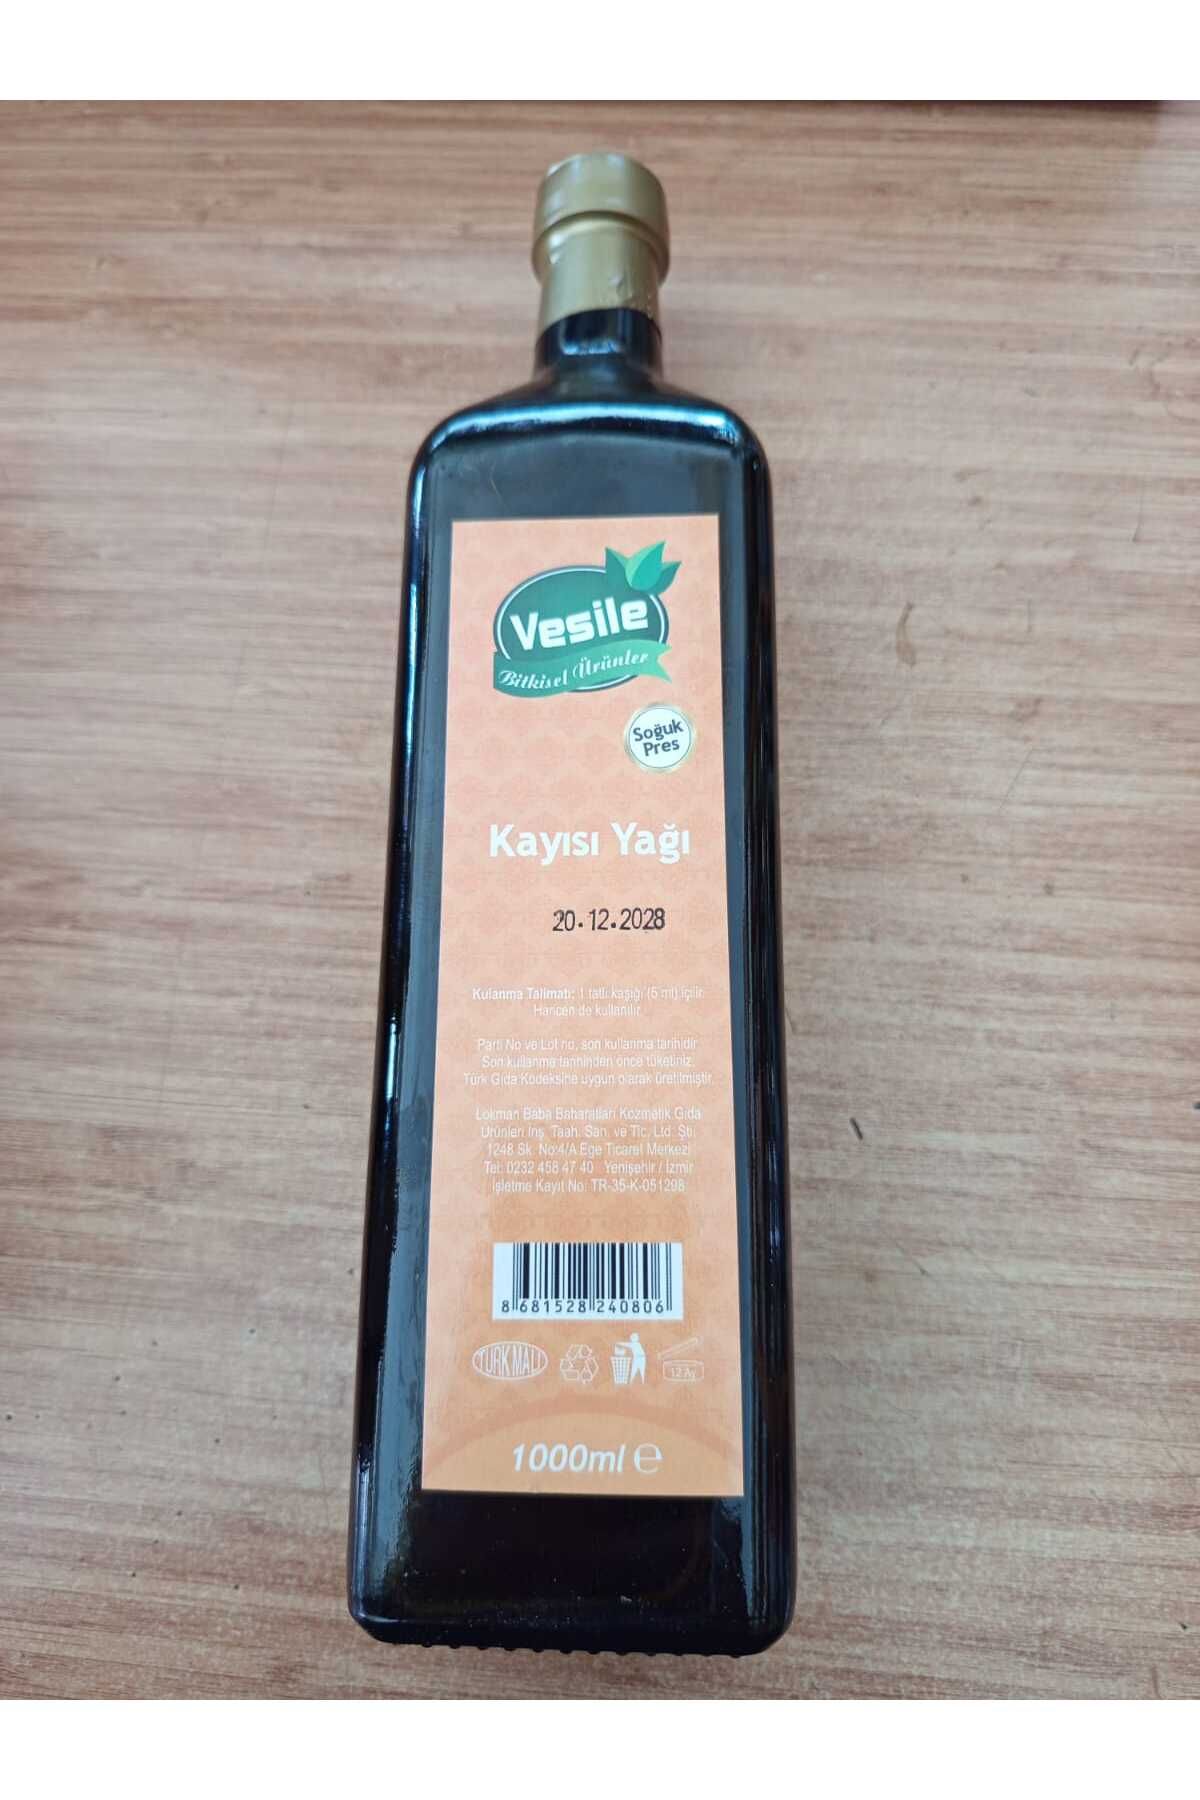 Vesile
Bitkisel Ürünler
Soğuk
Pres
Kayısı Yağı
20.12.2028
Kulanma Talimatı: 1 tatlı kaşığı (5 ml) içilir.
Haricen de kullanılır.
Parti No ve Lot no, son kullanma tarihidir.
Son kullanma tarihinden önce tüketiniz.
Türk Gıda Kodeksine uygun olarak üretilmiştir.
Lokman Baba Baharatları Kozmetik Gıda
Ürünleri İnş. Taah. San. ve Tic. Ltd. Şti.
1248 Sk. No:4/A Ege Ticaret Merkezi
Tel: 0232 458 47 40 Yenişehir / İzmir
İşletme Kayıt No: TR-35-K-051298
8 681528 240806
TÜRK MALI
12 Ay
1000ml ℮